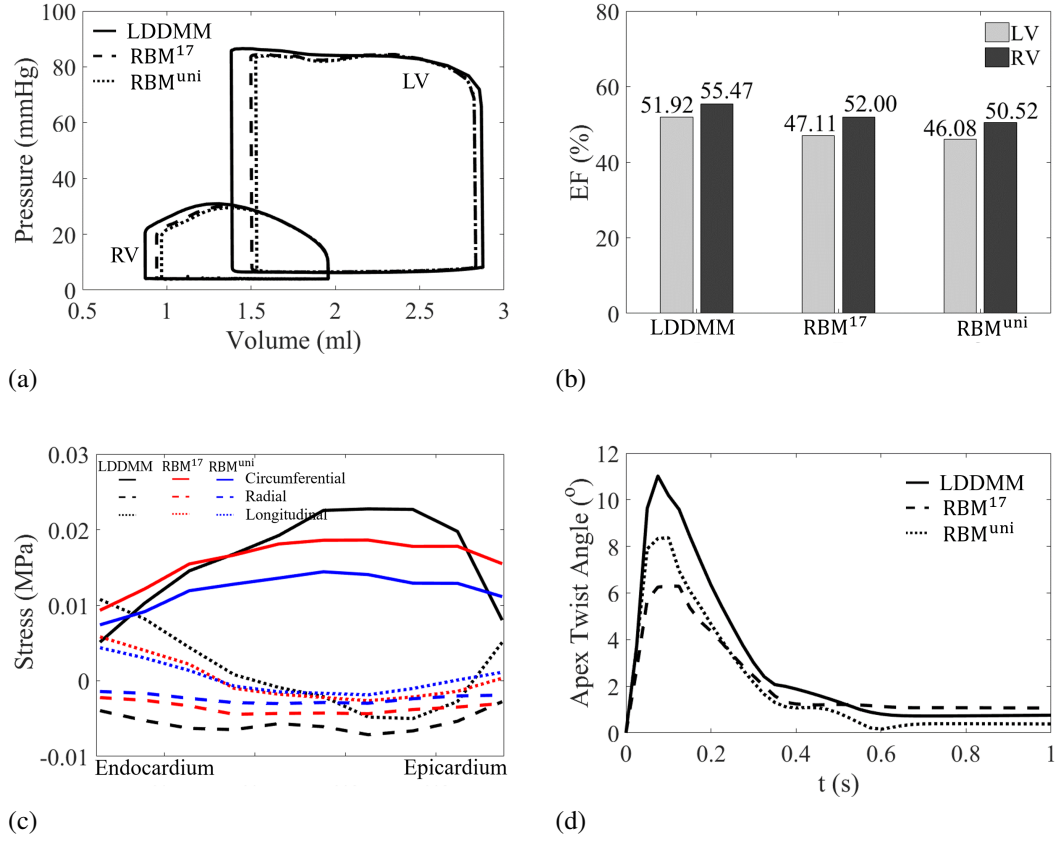 LDDMM
RBM¹⁷
RBMᵘⁿⁱ
LV
RV
Pressure (mmHg)
100
80
60
40
20
0
0.5 1 1.5 2 2.5 3
Volume (ml)
(a)
LV
RV
EF (%)
80
60
40
20
0
51.92 55.47
47.11 52.00
46.08 50.52
LDDMM RBM¹⁷ RBMᵘⁿⁱ
(b)
LDDMM RBM¹⁷ RBMᵘⁿⁱ
Circumferential
Radial
Longitudinal
Stress (MPa)
0.03
0.02
0.01
0
-0.01
Endocardium Epicardium
(c)
LDDMM
RBM¹⁷
RBMᵘⁿⁱ
Apex Twist Angle (°)
12
10
8
6
4
2
0
0 0.2 0.4 0.6 0.8 1
t (s)
(d)